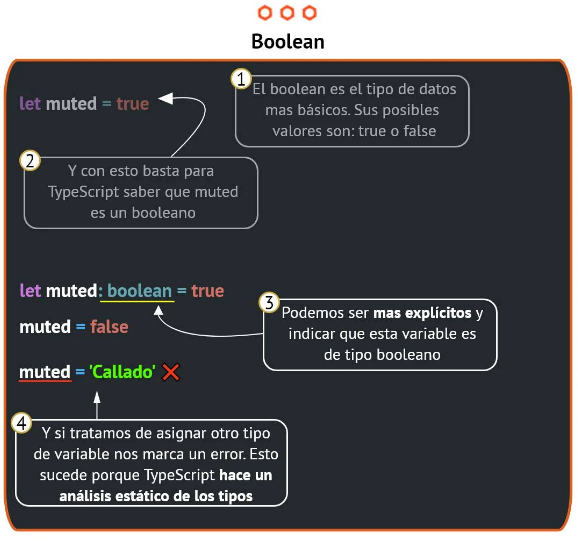 Boolean
let muted = true
1
El boolean es el tipo de datos
mas básicos. Sus posibles
valores son: true o false
2
Y con esto basta para
TypeScript saber que muted
es un booleano
let muted: boolean = true
muted = false
muted = 'Callado'
3
Podemos ser mas explícitos y
indicar que esta variable es
de tipo booleano
4
Y si tratamos de asignar otro tipo
de variable nos marca un error. Esto
sucede porque TypeScript hace un
análisis estático de los tipos